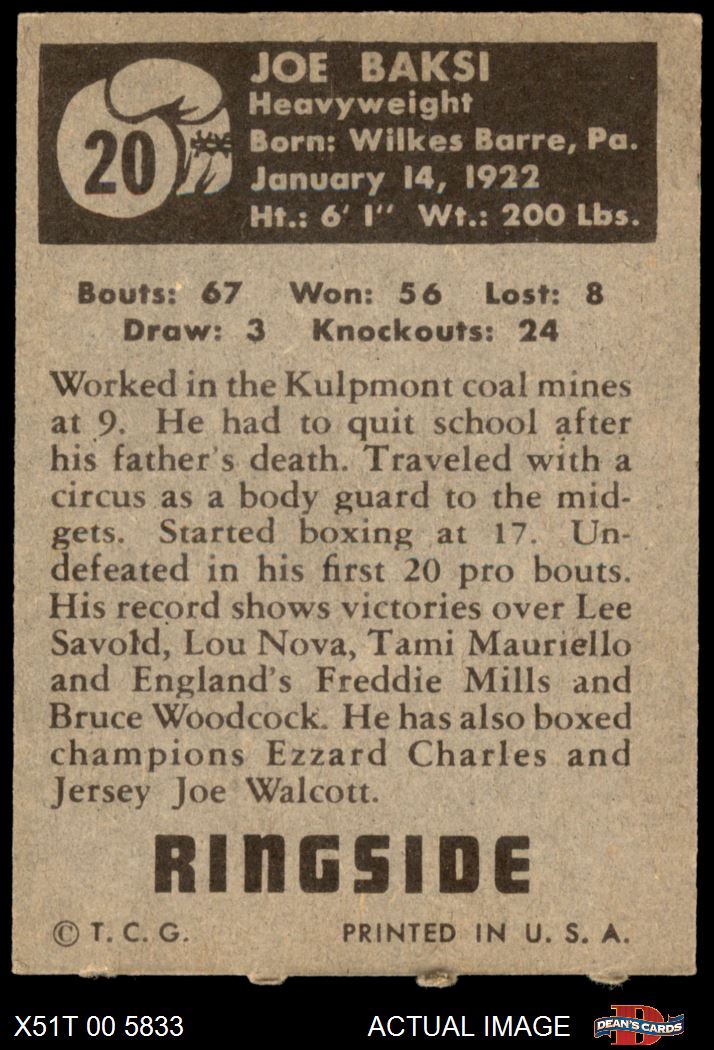 20
JOE BAKSI
Heavyweight
Born: Wilkes Barre, Pa.
January 14, 1922
Ht.: 6' 1" Wt.: 200 Lbs.
Bouts: 67 Won: 56 Lost: 8
Draw: 3 Knockouts: 24
Worked in the Kulpmont coal mines
at 9. He had to quit school after
his father's death. Traveled with a
circus as a body guard to the mid-
gets. Started boxing at 17. Un-
defeated in his first 20 pro bouts.
His record shows victories over Lee
Savold, Lou Nova, Tami Mauriello
and England's Freddie Mills and
Bruce Woodcock. He has also boxed
champions Ezzard Charles and
Jersey Joe Walcott.
RINGSIDE
© T. C. G. PRINTED IN U. S. A.
X51T 00 5833 ACTUAL IMAGE D DEAN'S CARDS